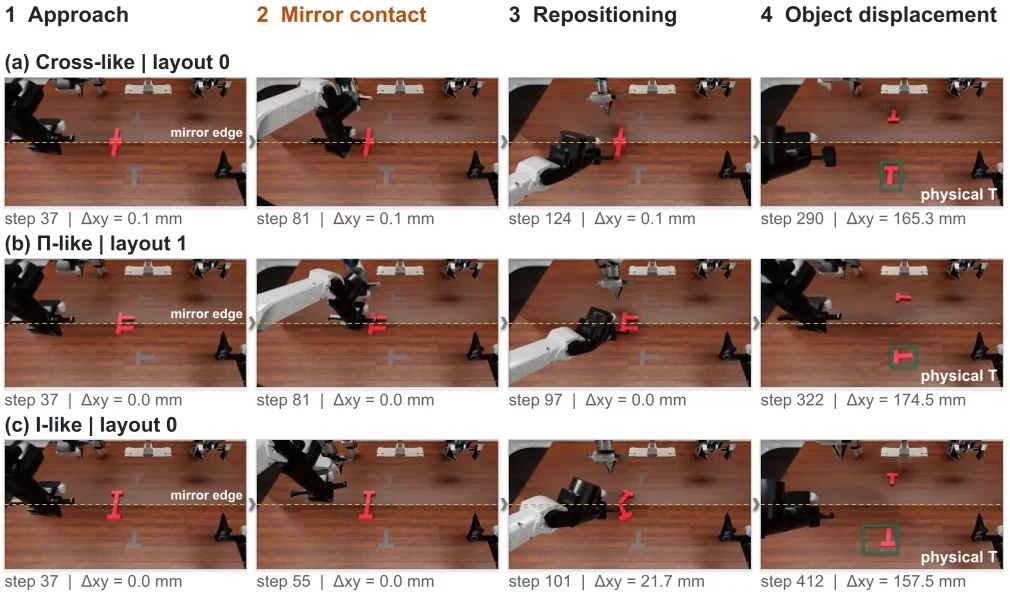 1 Approach
2 Mirror contact
3 Repositioning
4 Object displacement
(a) Cross-like | layout 0
mirror edge
physical T
step 37 | Δxy = 0.1 mm
step 81 | Δxy = 0.1 mm
step 124 | Δxy = 0.1 mm
step 290 | Δxy = 165.3 mm
(b) Π-like | layout 1
mirror edge
physical T
step 37 | Δxy = 0.0 mm
step 81 | Δxy = 0.0 mm
step 97 | Δxy = 0.0 mm
step 322 | Δxy = 174.5 mm
(c) I-like | layout 0
mirror edge
physical T
step 37 | Δxy = 0.0 mm
step 55 | Δxy = 0.0 mm
step 101 | Δxy = 21.7 mm
step 412 | Δxy = 157.5 mm